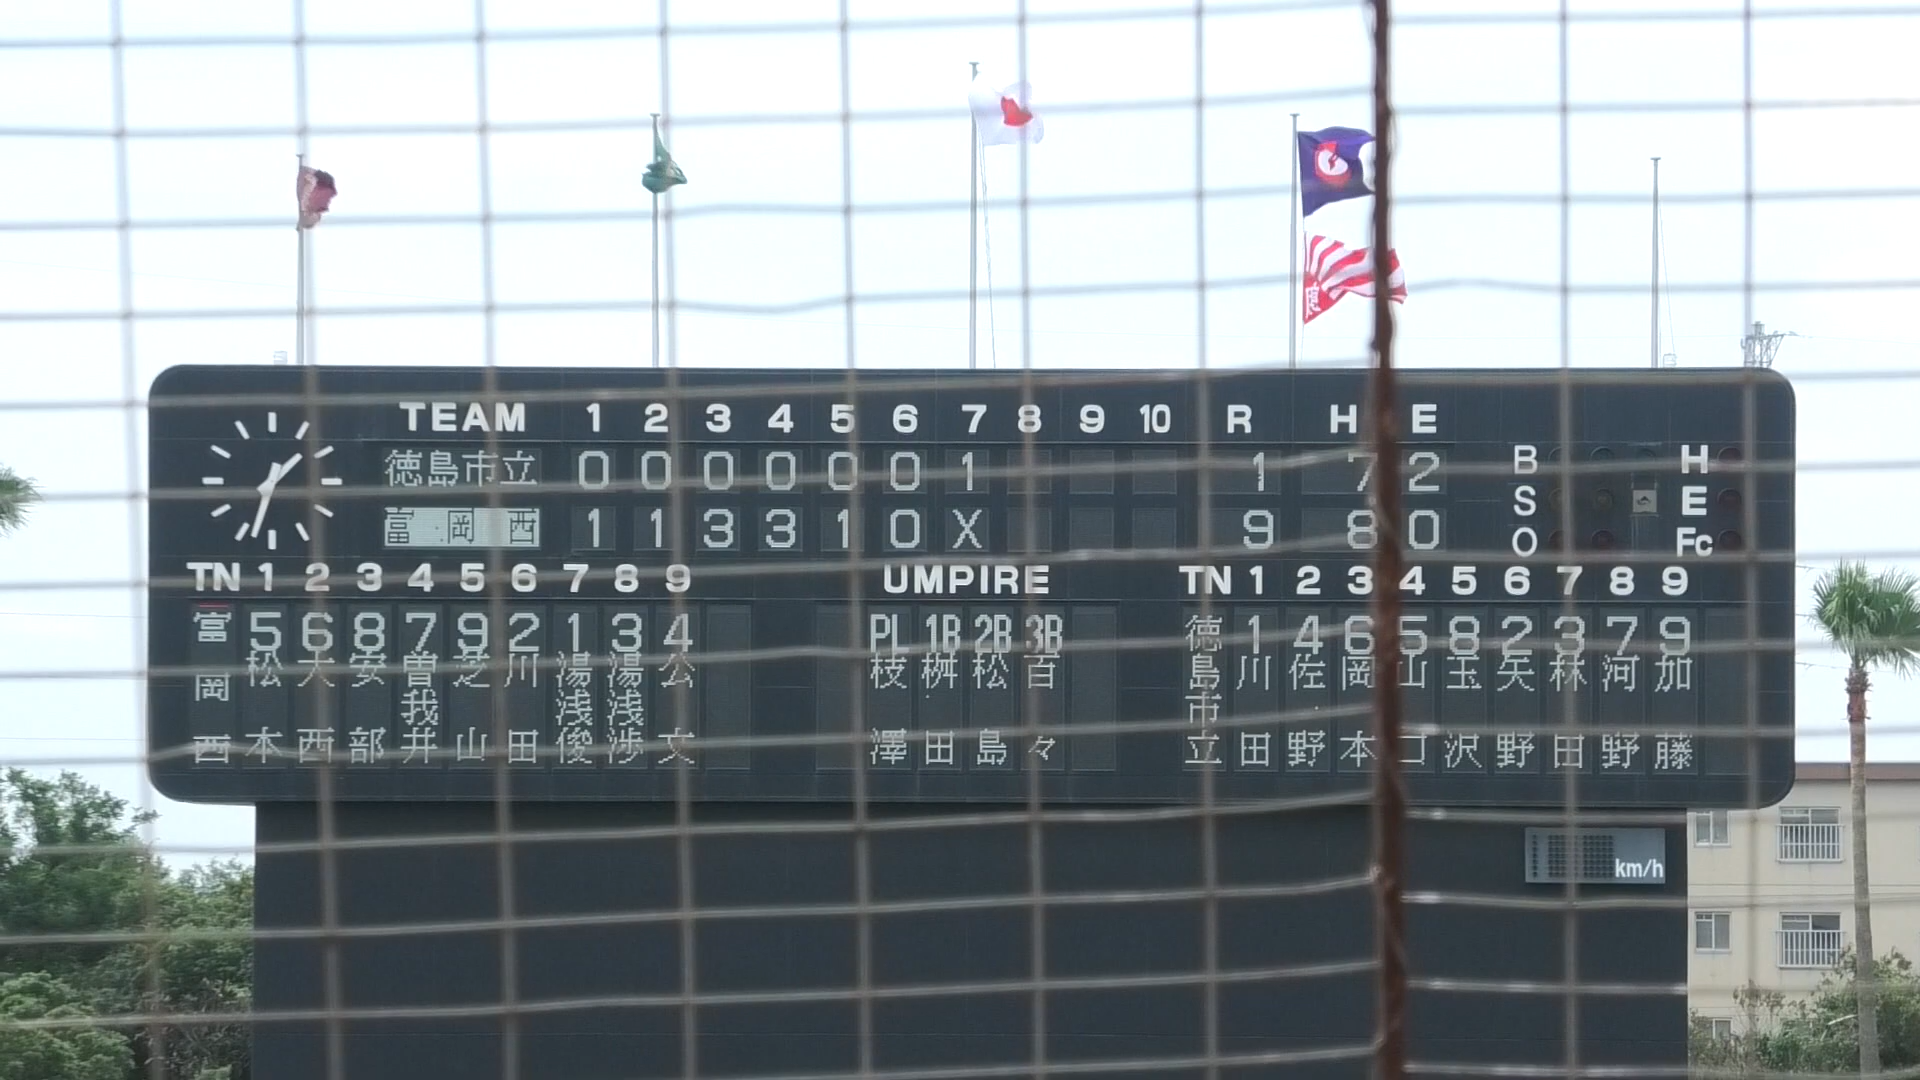 TEAM 1 2 3 4 5 6 7 8 9 10 R H E
徳島市立 0 0 0 0 0 0 1 1 7 2
富岡西 1 1 3 3 1 0 X 9 8 0
B H
S E
O Fc
TN 1 2 3 4 5 6 7 8 9 UMPIRE TN 1 2 3 4 5 6 7 8 9
富岡西 5 6 8 7 9 2 1 3 4 PL 1B 2B 3B 徳島市立 1 4 6 5 8 2 3 7 9
松本 大西 安部 曽我井 芝山 川田 湯浅俊 湯浅渉 公文 枝澤 桝田 松島 百々 川田 佐野 岡本 山口 玉沢 矢野 林田 河野 加藤
km/h